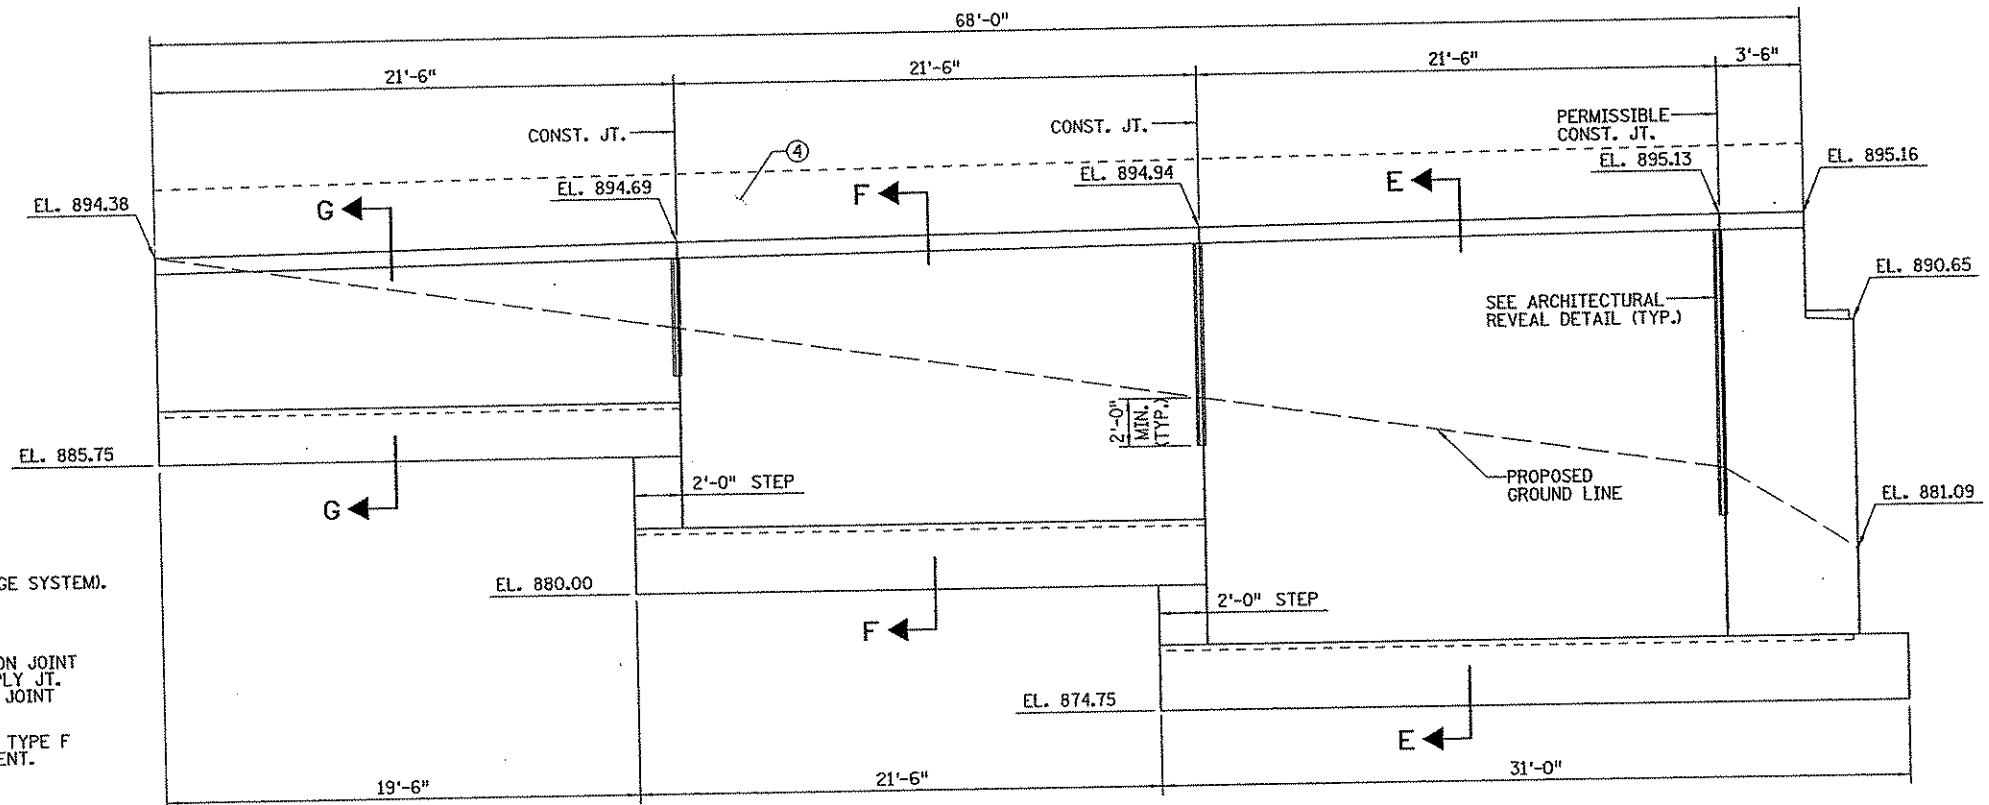 68'-0"
21'-6"
21'-6"
21'-6"
3'-6"
CONST. JT.
CONST. JT.
PERMISSIBLE
CONST. JT.
4
EL. 894.38
G
EL. 894.69
F
EL. 894.94
E
EL. 895.13
EL. 895.16
EL. 890.65
SEE ARCHITECTURAL
REVEAL DETAIL (TYP.)
2'-0"
MIN.
(TYP.)
EL. 885.75
G
2'-0" STEP
PROPOSED
GROUND LINE
EL. 881.09
GE SYSTEM).
EL. 880.00
F
2'-0" STEP
ON JOINT
PLY JT.
JOINT
EL. 874.75
E
TYPE F
ENT.
19'-6"
21'-6"
31'-0"